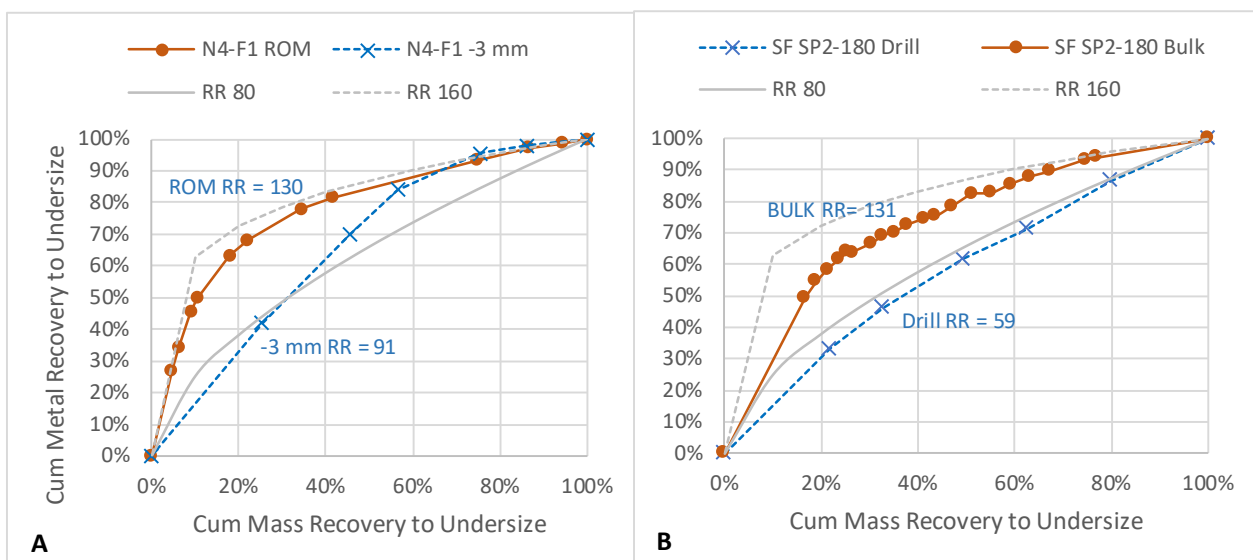 N4-F1 ROM N4-F1 -3 mm
RR 80 RR 160
100%
90%
80%
70%
60%
50%
40%
30%
20%
10%
0%
ROM RR = 130
-3 mm RR = 91
0% 20% 40% 60% 80% 100%
Cum Metal Recovery to Undersize
Cum Mass Recovery to Undersize
A
SF SP2-180 Drill SF SP2-180 Bulk
RR 80 RR 160
100%
90%
80%
70%
60%
50%
40%
30%
20%
10%
0%
BULK RR= 131
Drill RR = 59
0% 20% 40% 60% 80% 100%
Cum Mass Recovery to Undersize
B